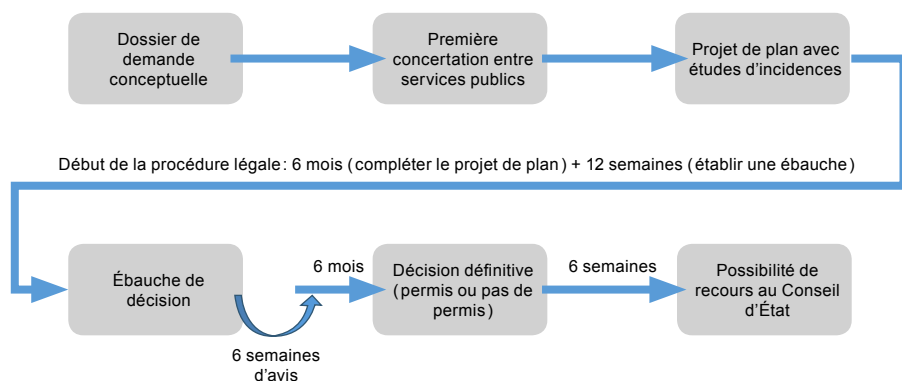 Dossier de
demande
conceptuelle
Première
concertation entre
services publics
Projet de plan avec
études d’incidences
Début de la procédure légale : 6 mois (compléter le projet de plan) + 12 semaines (établir une ébauche)
Ébauche de
décision
6 semaines
d’avis
6 mois
Décision définitive
(permis ou pas de
permis)
6 semaines
Possibilité de
recours au Conseil
d’État